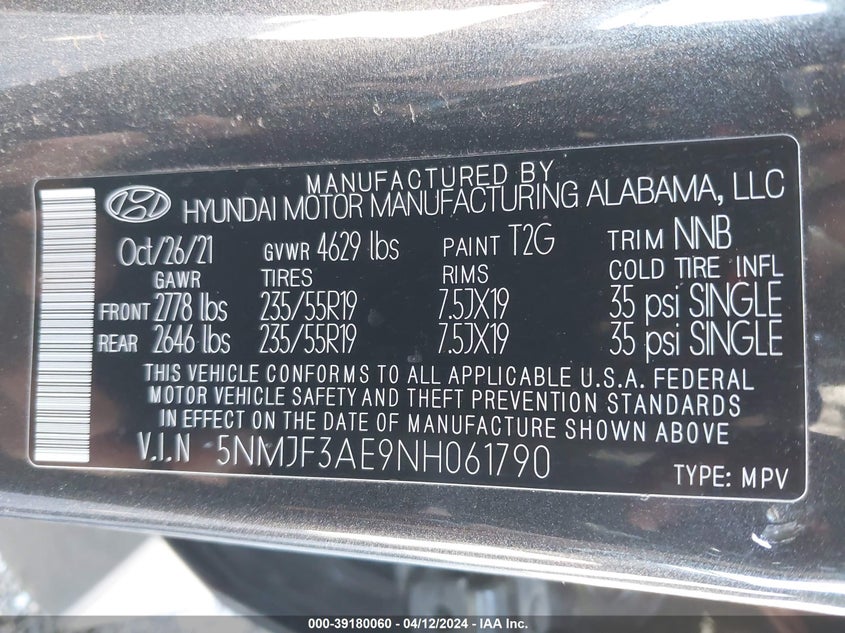 MANUFACTURED BY
HYUNDAI MOTOR MANUFACTURING ALABAMA, LLC
Oct/26/21 GVWR 4629 lbs PAINT T2G TRIM NNB
GAWR TIRES RIMS COLD TIRE INFL
FRONT 2778 lbs 235/55R19 7.5JX19 35 psi SINGLE
REAR 2646 lbs 235/55R19 7.5JX19 35 psi SINGLE
THIS VEHICLE CONFORMS TO ALL APPLICABLE U.S.A. FEDERAL
MOTOR VEHICLE SAFETY AND THEFT PREVENTION STANDARDS
IN EFFECT ON THE DATE OF MANUFACTURE SHOWN ABOVE
V.I.N 5NMJF3AE9NH061790 TYPE: MPV
000-39180060 - 04/12/2024 - IAA Inc.